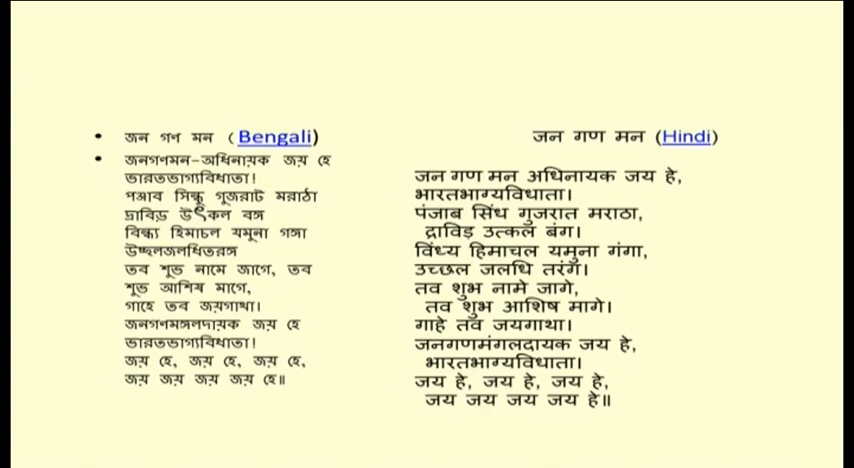 • জন গণ মন (Bengali)
• জনগণমন-অধিনায়ক জয় হে
ভারতভাগ্যবিধাতা!
পঞ্জাব সিন্ধু গুজরাট মরাঠা
দ্রাবিড় উৎকল বঙ্গ
বিন্ধ্য হিমাচল যমুনা গঙ্গা
উচ্ছলজলধিতরঙ্গ
তব শুভ নামে জাগে, তব
শুভ আশিষ মাগে,
গাহে তব জয়গাথা।
জনগণমঙ্গলদায়ক জয় হে
ভারতভাগ্যবিধাতা!
জয় হে, জয় হে, জয় হে,
জয় জয় জয় জয় হে॥
जन गण मन (Hindi)
जन गण मन अधिनायक जय हे,
भारतभाग्यविधाता।
पंजाब सिंध गुजरात मराठा,
द्राविड़ उत्कल बंग।
विंध्य हिमाचल यमुना गंगा,
उच्छल जलधि तरंग।
तव शुभ नामे जागे,
तव शुभ आशिष मागे।
गाहे तव जयगाथा।
जनगणमंगलदायक जय हे,
भारतभाग्यविधाता।
जय हे, जय हे, जय हे,
जय जय जय जय हे॥